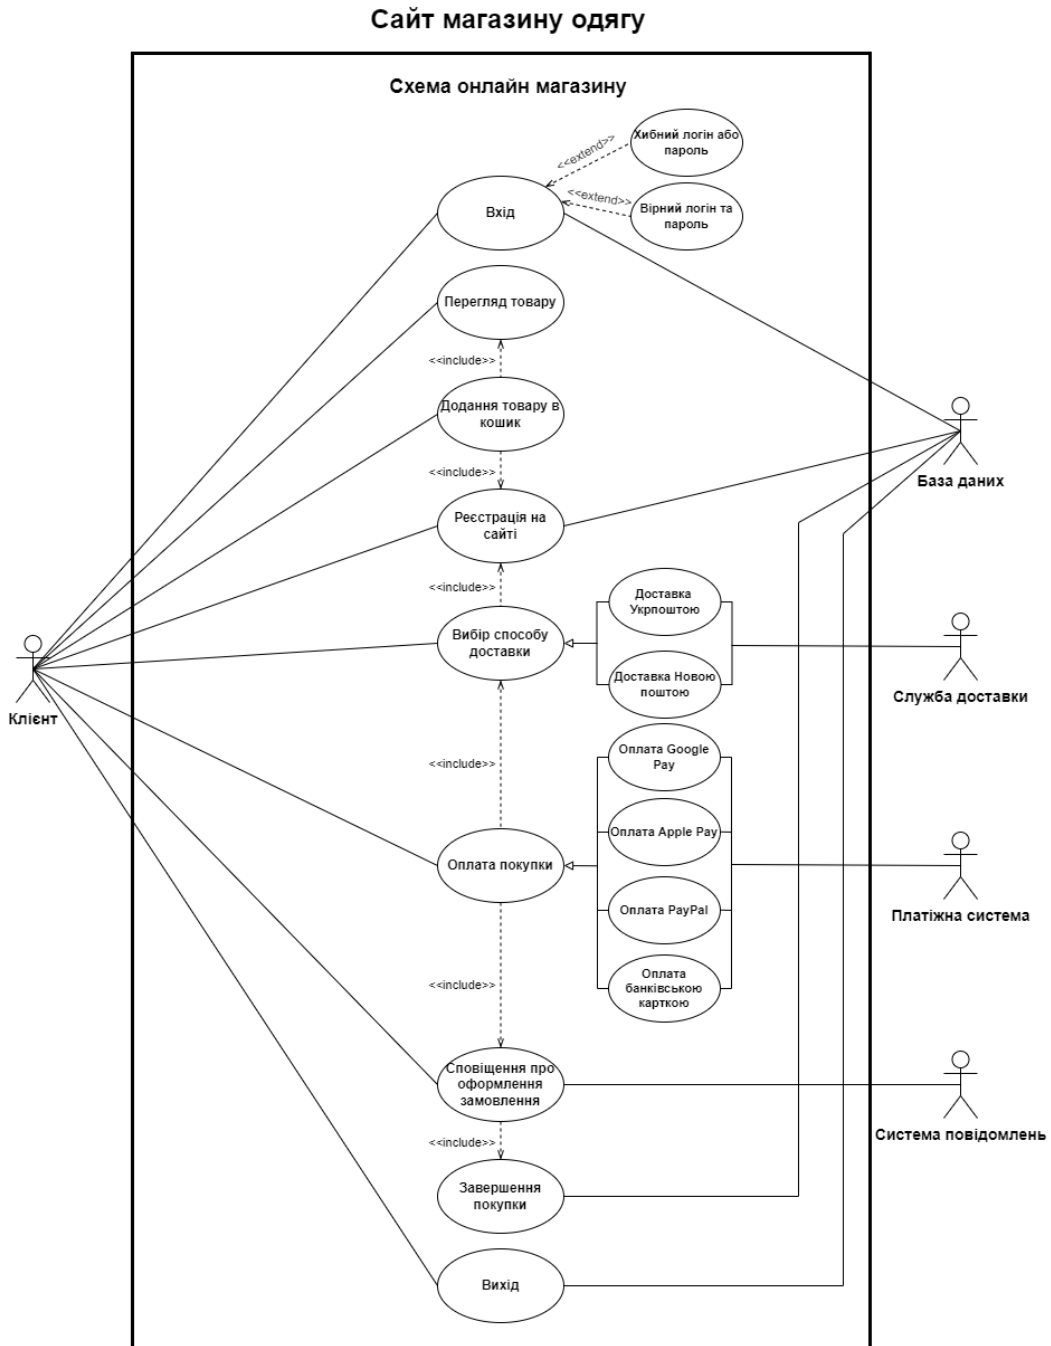 Сайт магазину одягу
Схема онлайн магазину
Хибний логін або
пароль
<<extend>>
<<extend>>
Вірний логін та
пароль
Вхід
Перегляд товару
<<include>>
Додання товару в
кошик
<<include>>
База даних
Реєстрація на
сайті
<<include>>
Доставка
Укрпоштою
Вибір способу
доставки
Доставка Новою
поштою
Служба доставки
Клієнт
<<include>>
Оплата Google
Pay
Оплата Apple Pay
Оплата покупки
Оплата PayPal
Платіжна система
Оплата
банківською
карткою
<<include>>
Сповіщення про
оформлення
замовлення
Система повідомлень
<<include>>
Завершення
покупки
Вихід